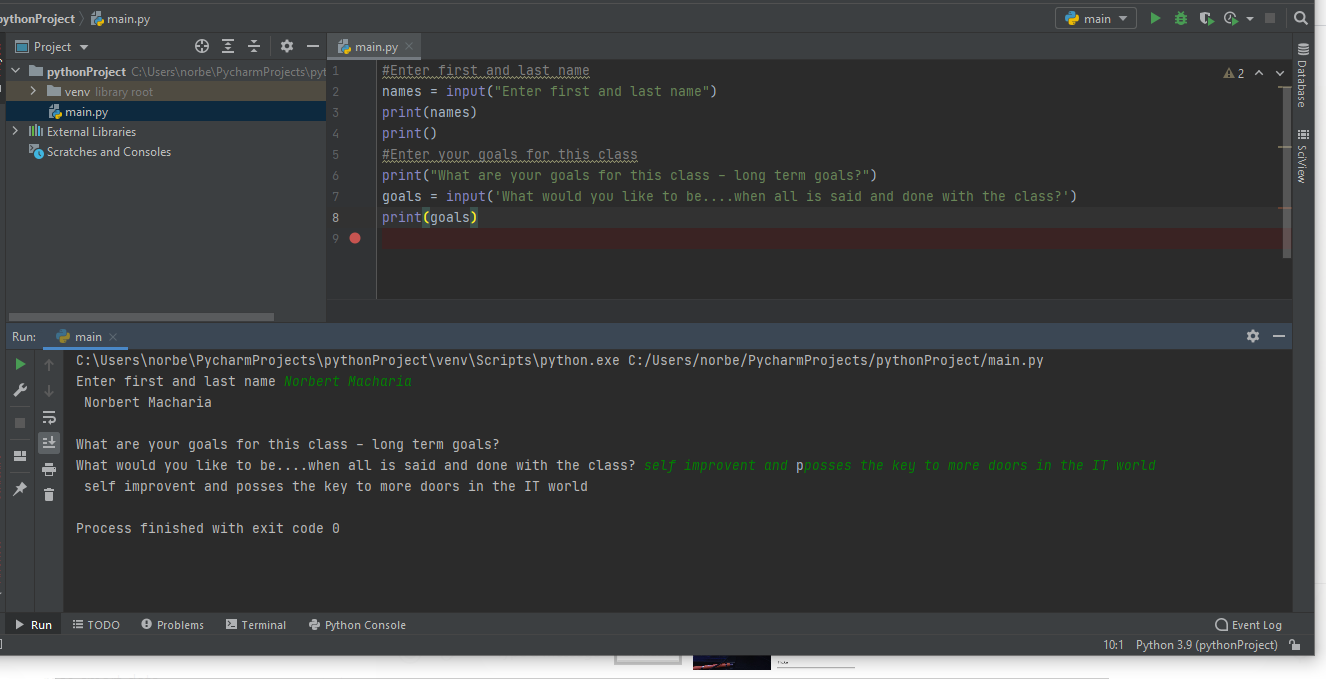 pythonProject main.py main
Project main.py
pythonProject C:\Users\norbe\PycharmProjects\pyt
venv library root
main.py
External Libraries
Scratches and Consoles
1 #Enter first and last name
2 names = input("Enter first and last name")
3 print(names)
4 print()
5 #Enter your goals for this class
6 print("What are your goals for this class - long term goals?")
7 goals = input('What would you like to be....when all is said and done with the class?')
8 print(goals)
9
2
Database
SciView
Run: main
C:\Users\norbe\PycharmProjects\pythonProject\venv\Scripts\python.exe C:/Users/norbe/PycharmProjects/pythonProject/main.py
Enter first and last name Norbert Macharia
Norbert Macharia
What are your goals for this class - long term goals?
What would you like to be....when all is said and done with the class? self improvent and pposses the key to more doors in the IT world
self improvent and posses the key to more doors in the IT world
Process finished with exit code 0
Run TODO Problems Terminal Python Console Event Log
10:1 Python 3.9 (pythonProject)